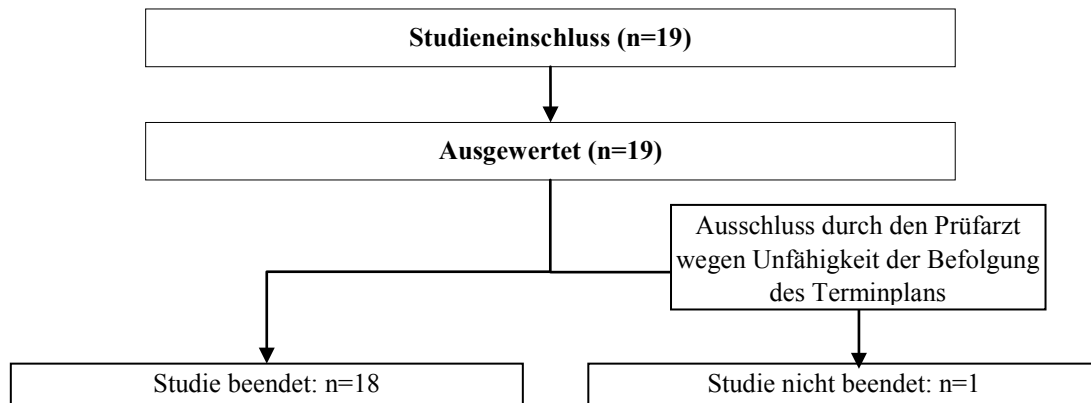 Studieneinschluss (n=19)
Ausgewertet (n=19)
Ausschluss durch den Prüfarzt
wegen Unfähigkeit der Befolgung
des Terminplans
Studie beendet: n=18
Studie nicht beendet: n=1